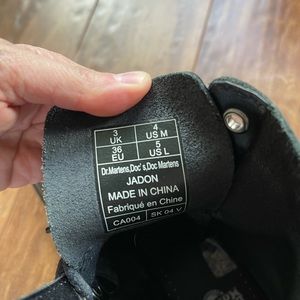 3 UK 4 US M
36 EU 5 US L
Dr.Martens,Doc's,Doc Martens
JADON
MADE IN CHINA
Fabriqué en Chine
CA004 SK 04 V